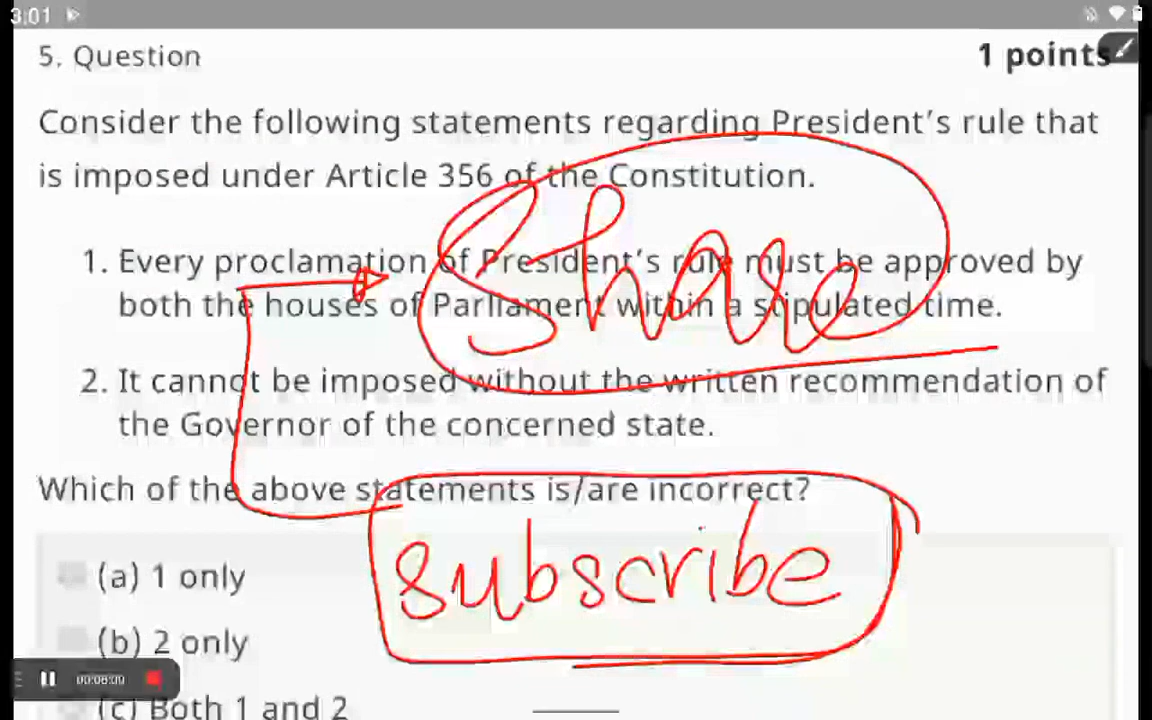 3:01
5. Question 1 points
Consider the following statements regarding President's rule that
is imposed under Article 356 of the Constitution.
Share
1. Every proclamation of President's rule must be approved by
both the houses of Parliament within a stipulated time.
2. It cannot be imposed without the written recommendation of
the Governor of the concerned state.
Which of the above statements is/are incorrect?
subscribe
(a) 1 only
(b) 2 only
00:08:00
(c) Both 1 and 2